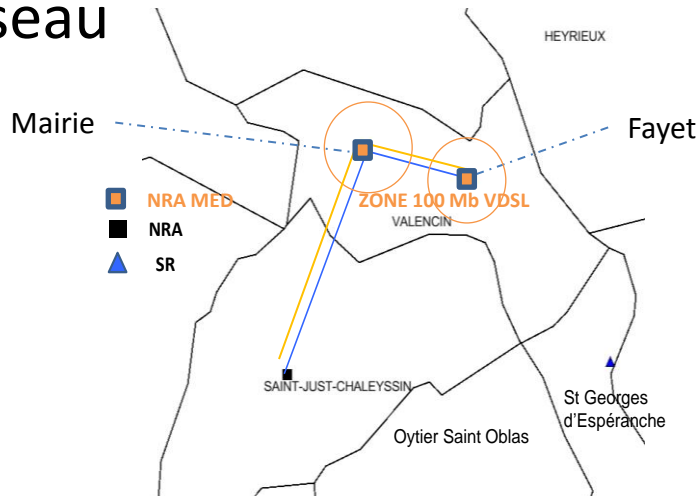 seau
HEYRIEUX
Mairie
Fayet
NRA MED
ZONE 100 Mb VDSL
VALENCIN
NRA
SR
SAINT-JUST-CHALEYSSIN
St Georges
d'Espéranche
Oytier Saint Oblas